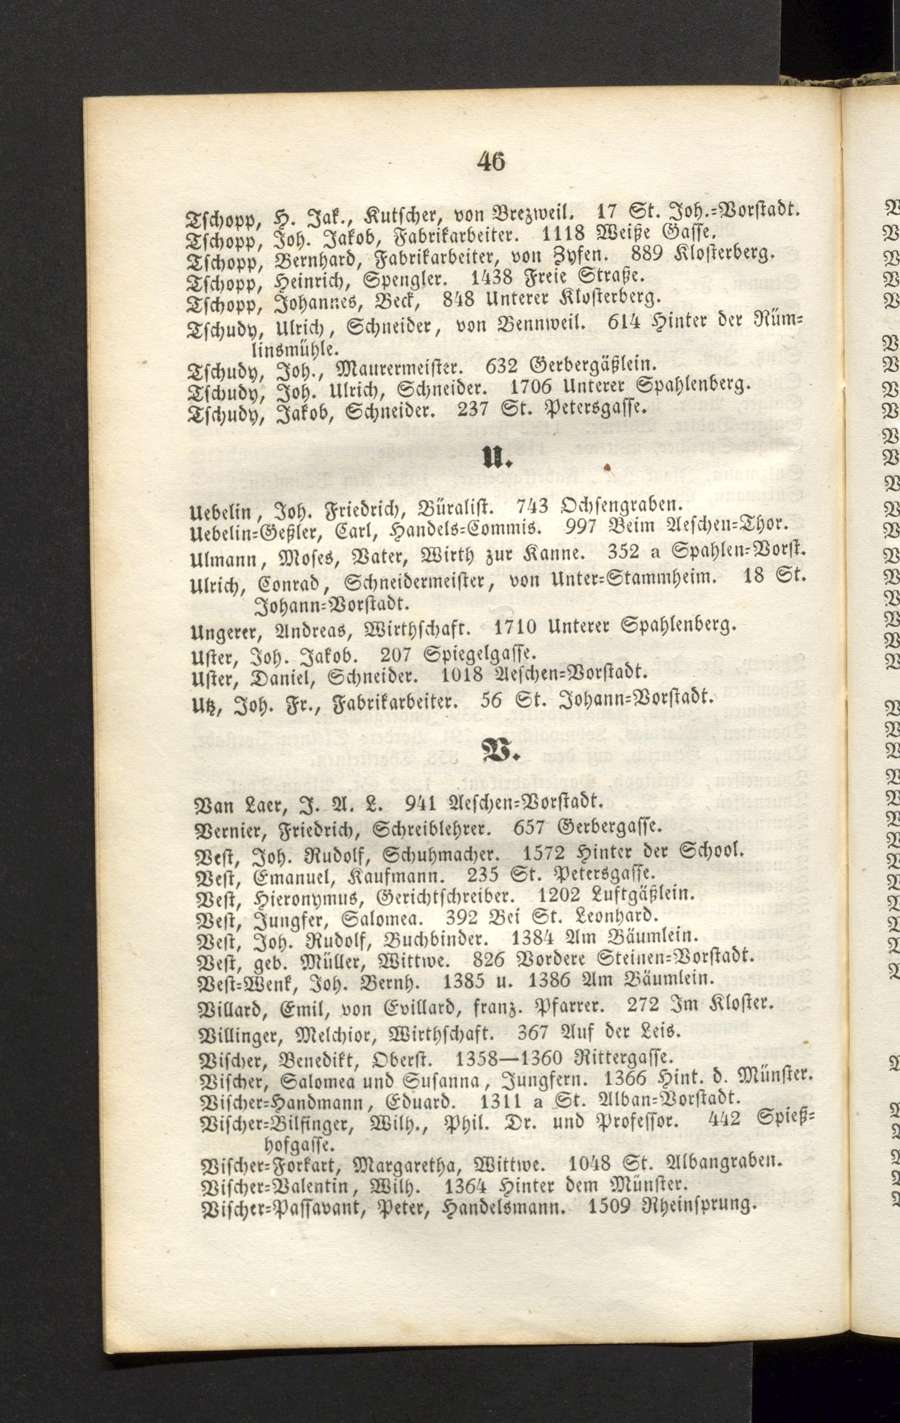 46
Tschopp, H. Jak., Kutscher, von Brezweil. 17 St. Joh.=Vorstadt.
Tschopp, Joh. Jakob, Fabrikarbeiter. 1118 Weiße Gasse.
Tschopp, Bernhard, Fabrikarbeiter, von Zyfen. 889 Klosterberg.
Tschopp, Heinrich, Spengler. 1438 Freie Straße.
Tschopp, Johannes, Beck, 848 Unterer Klosterberg.
Tschudy, Ulrich, Schneider, von Bennweil. 614 Hinter der Rüm=
linsmühle.
Tschudy, Joh., Maurermeister. 632 Gerbergäßlein.
Tschudy, Joh. Ulrich, Schneider. 1706 Unterer Spahlenberg.
Tschudy, Jakob, Schneider. 237 St. Petersgasse.
U.
Uebelin, Joh. Friedrich, Büralist. 743 Ochsengraben.
Uebelin=Geßler, Carl, Handels=Commis. 997 Beim Aeschen=Thor.
Ulmann, Moses, Vater, Wirth zur Kanne. 352 a Spahlen=Vorst.
Ulrich, Conrad, Schneidermeister, von Unter=Stammheim. 18 St.
Johann=Vorstadt.
Ungerer, Andreas, Wirthschaft. 1710 Unterer Spahlenberg.
Uster, Joh. Jakob. 207 Spiegelgasse.
Uster, Daniel, Schneider. 1018 Aeschen=Vorstadt.
Utz, Joh. Fr., Fabrikarbeiter. 56 St. Johann=Vorstadt.
V.
Van Laer, J. A. L. 941 Aeschen=Vorstadt.
Vernier, Friedrich, Schreiblehrer. 657 Gerbergasse.
Vest, Joh. Rudolf, Schuhmacher. 1572 Hinter der School.
Vest, Emanuel, Kaufmann. 235 St. Petersgasse.
Vest, Hieronymus, Gerichtschreiber. 1202 Luftgäßlein.
Vest, Jungfer, Salomea. 392 Bei St. Leonhard.
Vest, Joh. Rudolf, Buchbinder. 1384 Am Bäumlein.
Vest, geb. Müller, Wittwe. 826 Vordere Steinen=Vorstadt.
Vest=Wenk, Joh. Bernh. 1385 u. 1386 Am Bäumlein.
Villard, Emil, von Evillard, franz. Pfarrer. 272 Im Kloster.
Villinger, Melchior, Wirthschaft. 367 Auf der Leis.
Vischer, Benedikt, Oberst. 1358—1360 Rittergasse.
Vischer, Salomea und Susanna, Jungfern. 1366 Hint. d. Münster.
Vischer=Handmann, Eduard. 1311 a St. Alban=Vorstadt.
Vischer=Bilfinger, Wilh., Phil. Dr. und Professor. 442 Spieß=
hofgasse.
Vischer=Forkart, Margaretha, Wittwe. 1048 St. Albangraben.
Vischer=Valentin, Wilh. 1364 Hinter dem Münster.
Vischer=Passavant, Peter, Handelsmann. 1509 Rheinsprung.